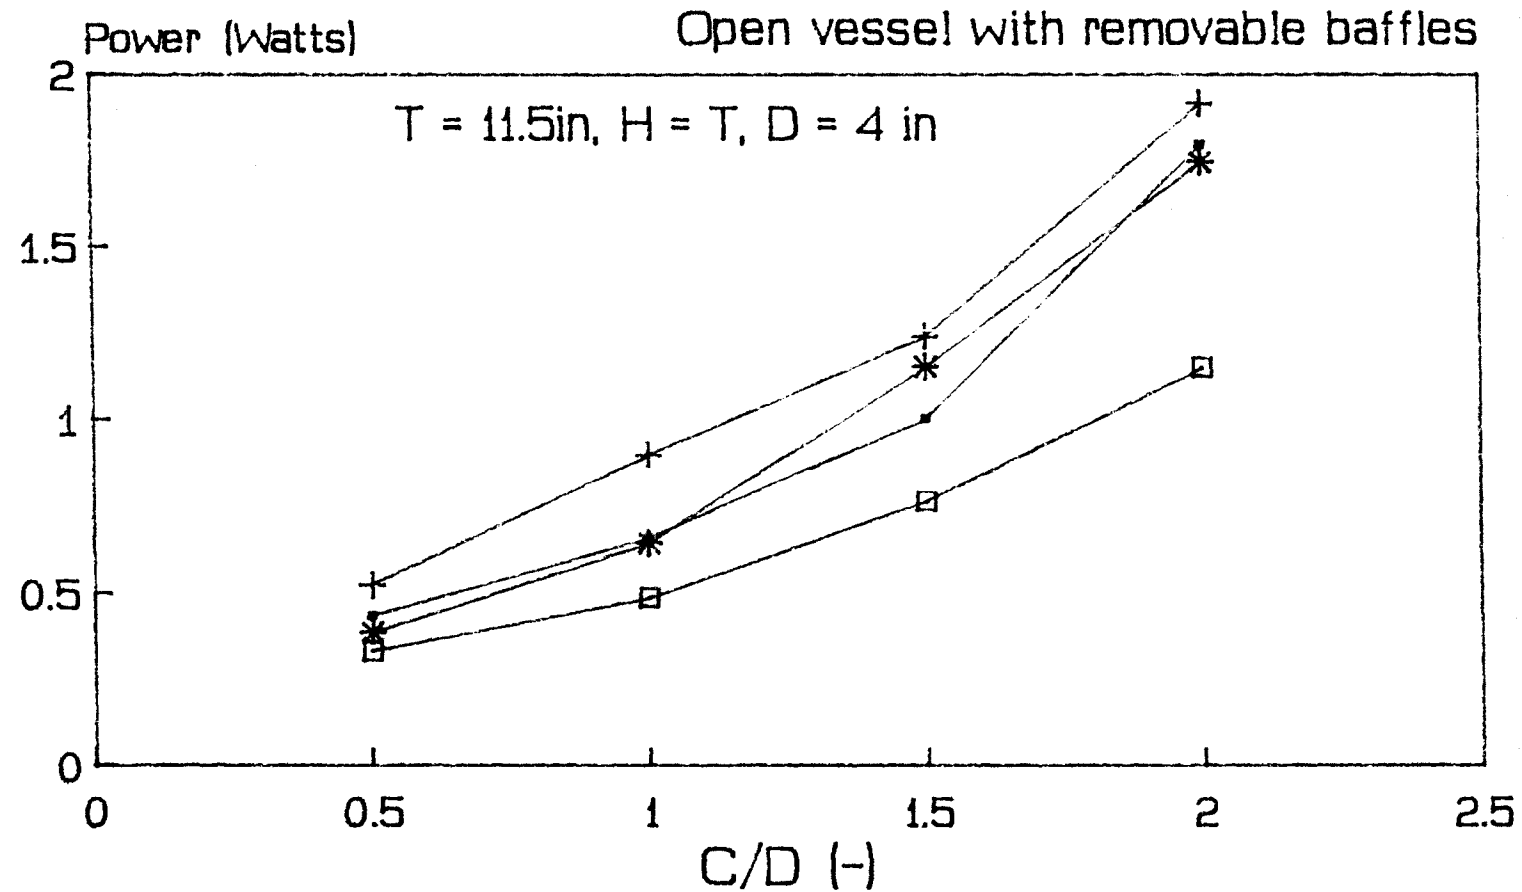 Power (Watts)
Open vessel with removable baffles
T = 11.5in, H = T, D = 4 in
2
1.5
1
0.5
0
0
0.5
1
1.5
2
2.5
C/D (-)